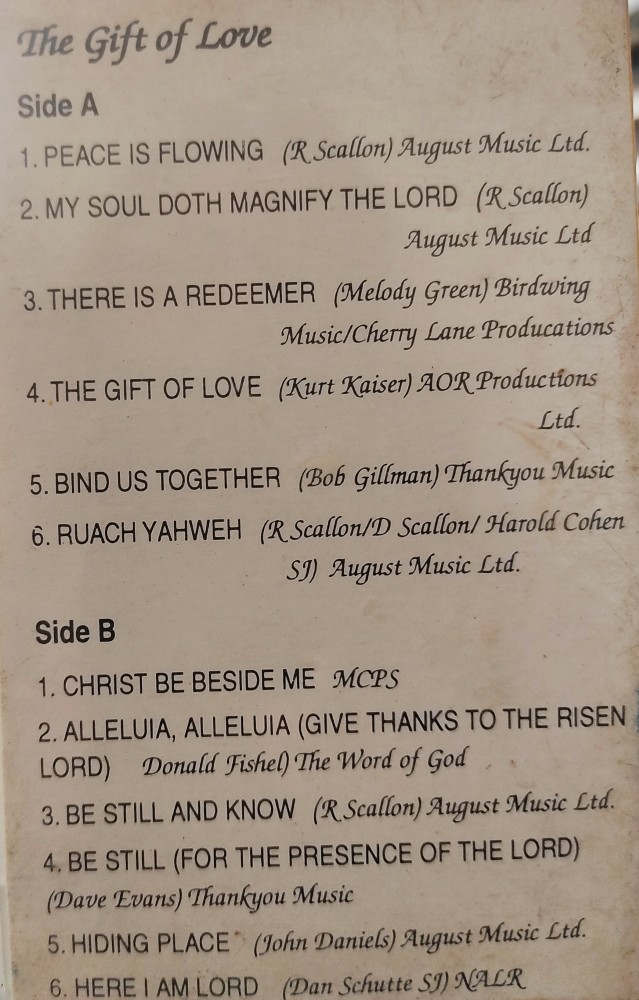 The Gift of Love
Side A
1. PEACE IS FLOWING (R Scallon) August Music Ltd.
2. MY SOUL DOTH MAGNIFY THE LORD (R Scallon)
August Music Ltd
3. THERE IS A REDEEMER (Melody Green) Birdwing
Music/Cherry Lane Producations
4. THE GIFT OF LOVE (Kurt Kaiser) AOR Productions
Ltd.
5. BIND US TOGETHER (Bob Gillman) Thankyou Music
6. RUACH YAHWEH (R Scallon/D Scallon/ Harold Cohen
SJ) August Music Ltd.
Side B
1. CHRIST BE BESIDE ME MCPS
2. ALLELUIA, ALLELUIA (GIVE THANKS TO THE RISEN
LORD) Donald Fishel) The Word of God
3. BE STILL AND KNOW (R Scallon) August Music Ltd.
4. BE STILL (FOR THE PRESENCE OF THE LORD)
(Dave Evans) Thankyou Music
5. HIDING PLACE (John Daniels) August Music Ltd.
6. HERE I AM LORD (Dan Schutte SJ) NALR